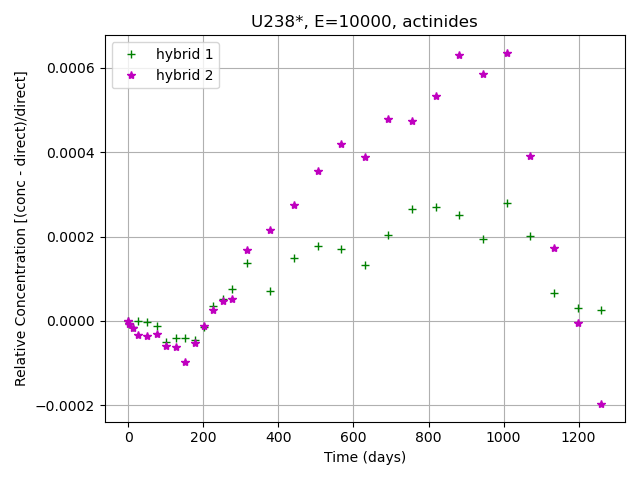 U238*, E=10000, actinides
hybrid 1
hybrid 2
Relative Concentration [(conc - direct)/direct]
0.0006
0.0004
0.0002
0.0000
−0.0002
0 200 400 600 800 1000 1200
Time (days)